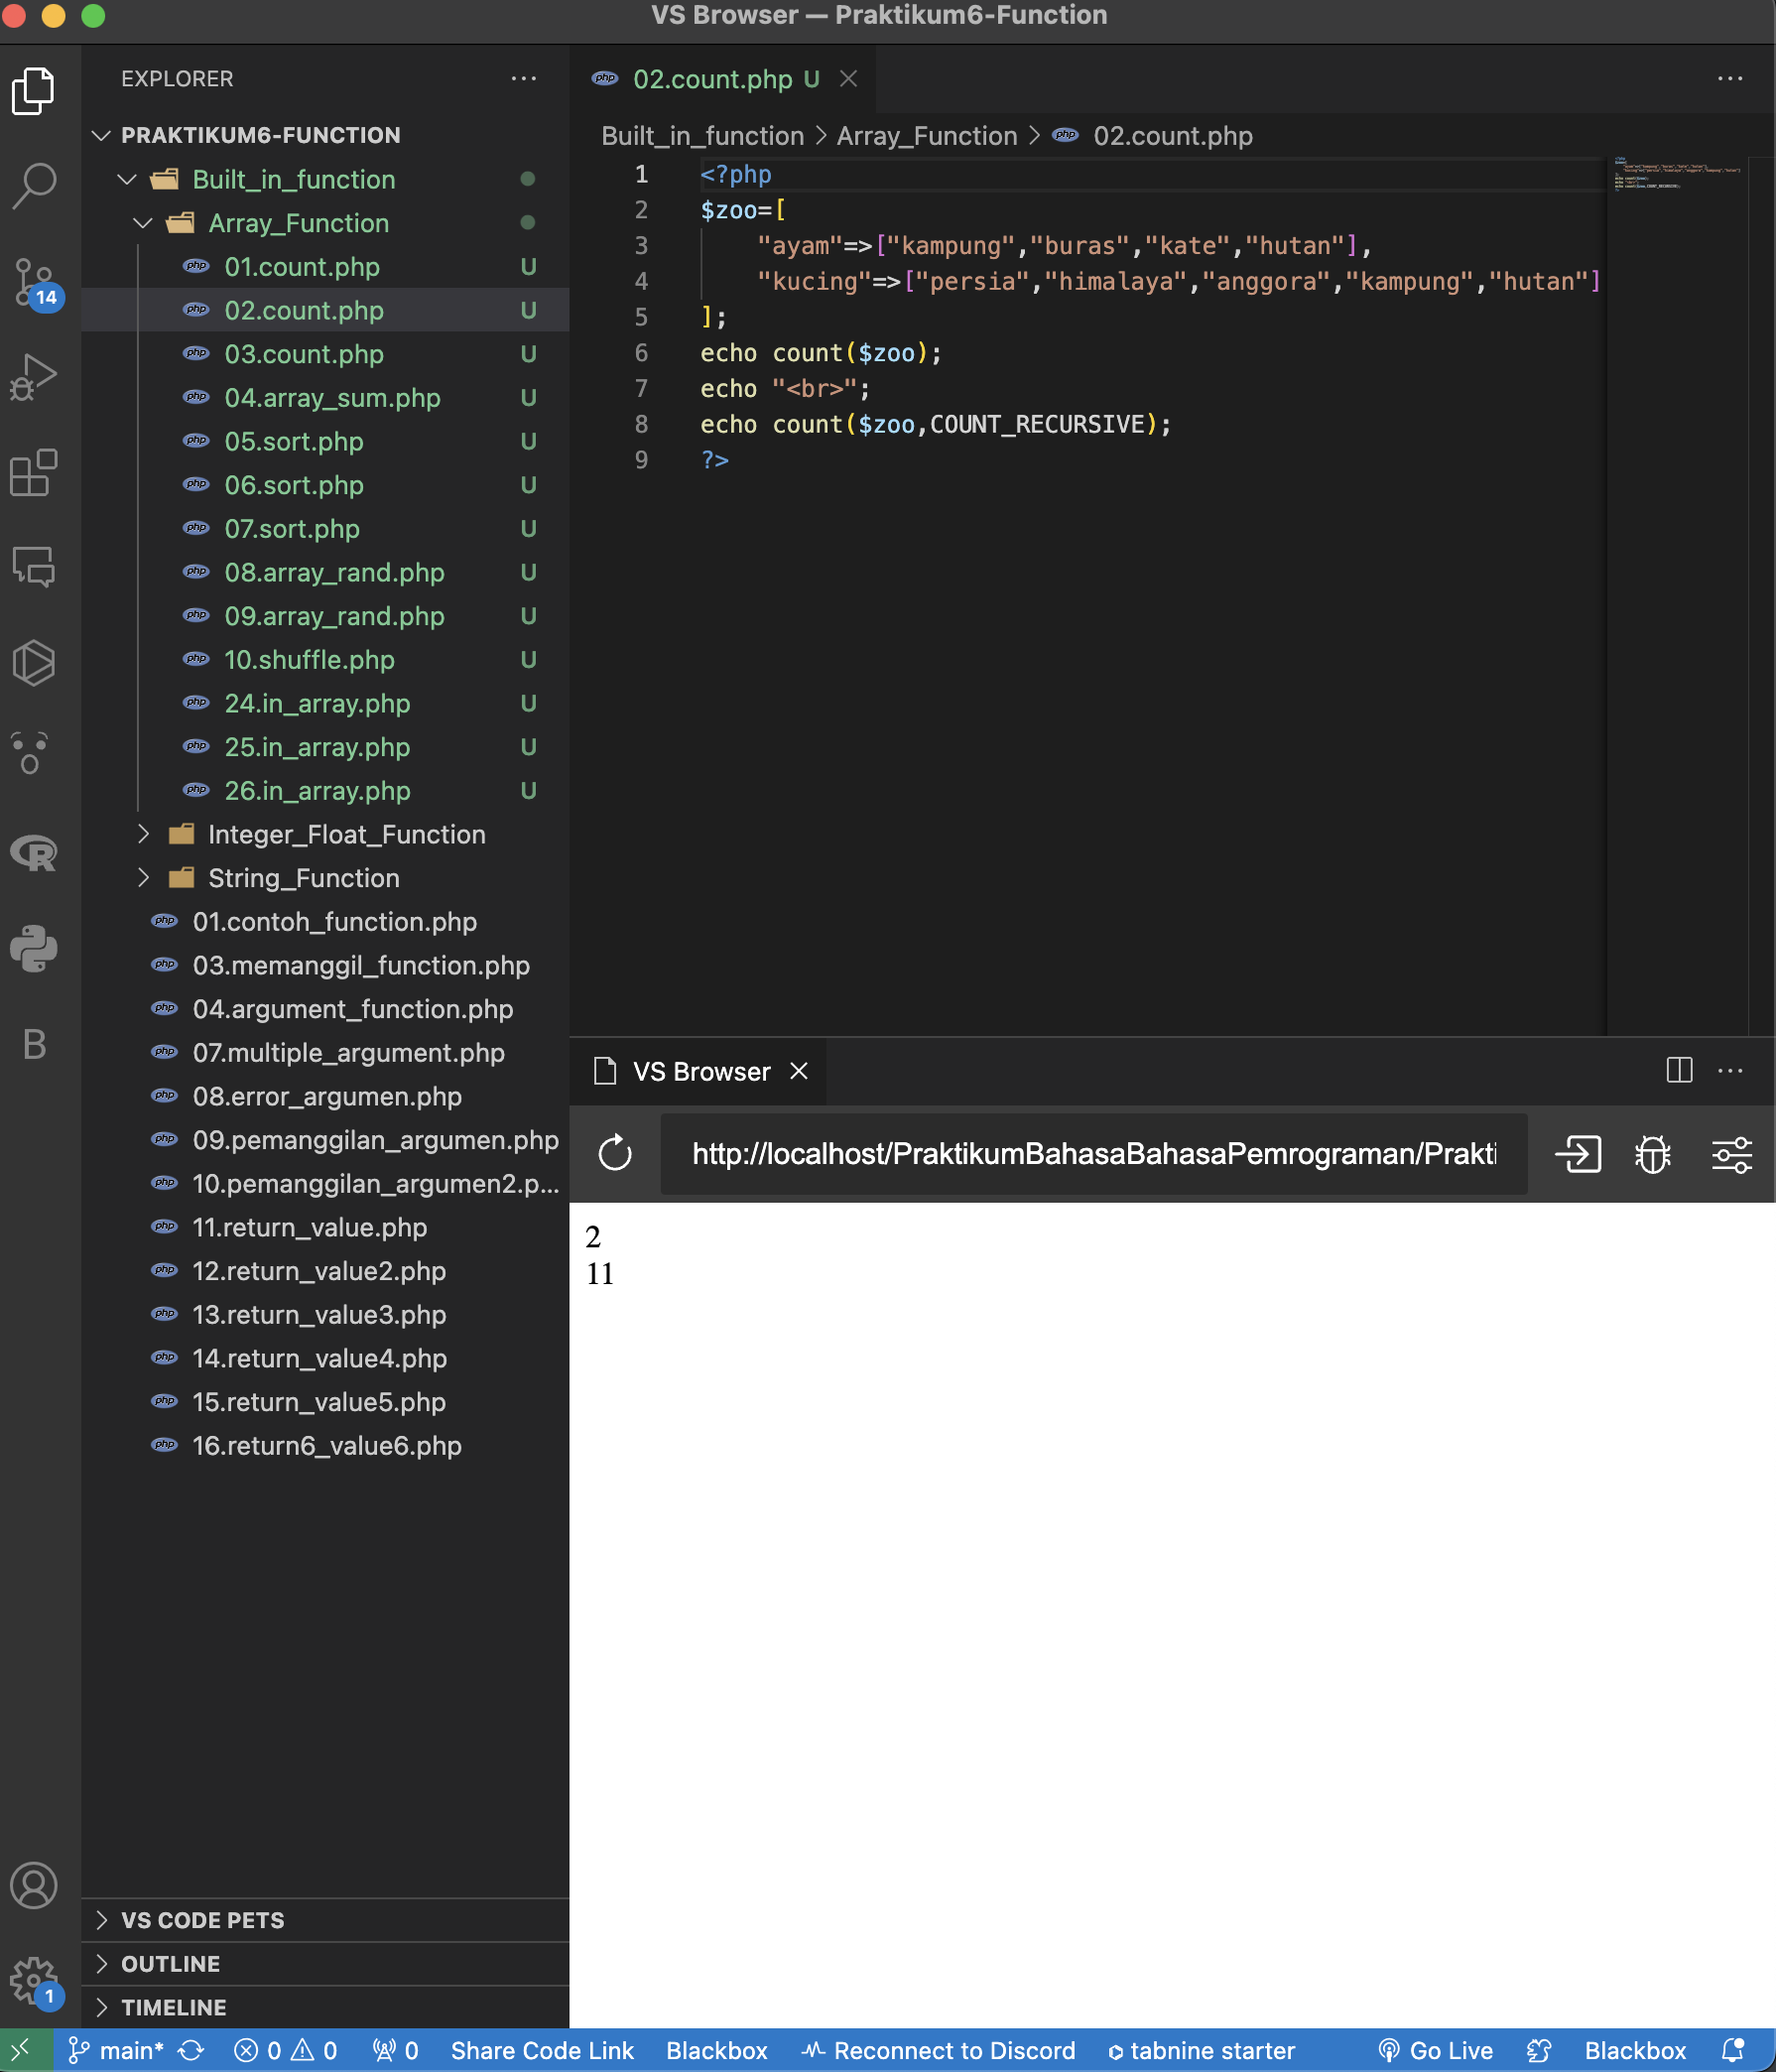 VS Browser — Praktikum6-Function
EXPLORER
PRAKTIKUM6-FUNCTION
Built_in_function
Array_Function
01.count.php U
02.count.php U
03.count.php U
04.array_sum.php U
05.sort.php U
06.sort.php U
07.sort.php U
08.array_rand.php U
09.array_rand.php U
10.shuffle.php U
24.in_array.php U
25.in_array.php U
26.in_array.php U
Integer_Float_Function
String_Function
01.contoh_function.php
03.memanggil_function.php
04.argument_function.php
07.multiple_argument.php
08.error_argumen.php
09.pemanggilan_argumen.php
10.pemanggilan_argumen2.p...
11.return_value.php
12.return_value2.php
13.return_value3.php
14.return_value4.php
15.return_value5.php
16.return6_value6.php
VS CODE PETS
OUTLINE
TIMELINE
14
B
1
02.count.php U
Built_in_function > Array_Function > 02.count.php
1 <?php
2 $zoo=[
3 "ayam"=>["kampung","buras","kate","hutan"],
4 "kucing"=>["persia","himalaya","anggora","kampung","hutan"]
5 ];
6 echo count($zoo);
7 echo "<br>";
8 echo count($zoo,COUNT_RECURSIVE);
9 ?>
VS Browser
http://localhost/PraktikumBahasaBahasaPemrograman/Prakti
2
11
main* 0 0 0 Share Code Link Blackbox Reconnect to Discord tabnine starter Go Live Blackbox